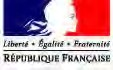 Liberté • Égalité • Fraternité
RÉPUBLIQUE FRANÇAISE